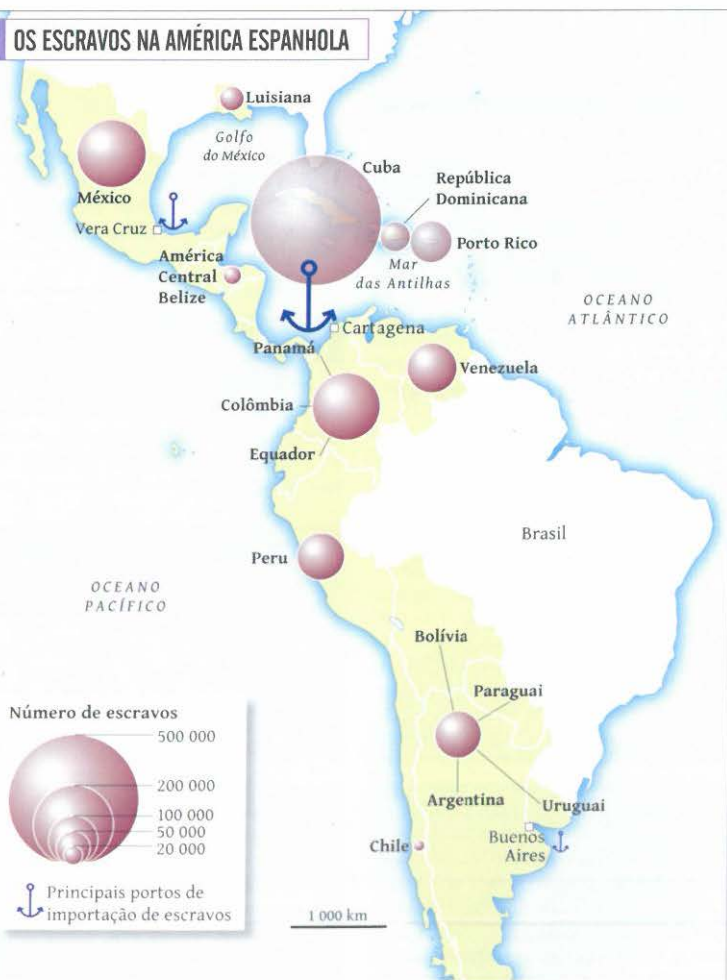 OS ESCRAVOS NA AMÉRICA ESPANHOLA
Luisiana
Golfo
do México
México
Vera Cruz
Cuba
República
Dominicana
Porto Rico
Mar
das Antilhas
América
Central
Belize
OCEANO
ATLÂNTICO
Cartagena
Panamá
Venezuela
Colômbia
Equador
Brasil
Peru
OCEANO
PACÍFICO
Bolívia
Paraguai
Argentina
Uruguai
Buenos
Aires
Chile
Número de escravos
500 000
200 000
100 000
50 000
20 000
Principais portos de
importação de escravos
1 000 km